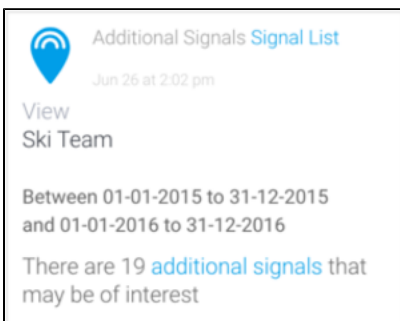 Additional Signals Signal List
Jun 26 at 2:02 pm
View
Ski Team
Between 01-01-2015 to 31-12-2015
and 01-01-2016 to 31-12-2016
There are 19 additional signals that
may be of interest